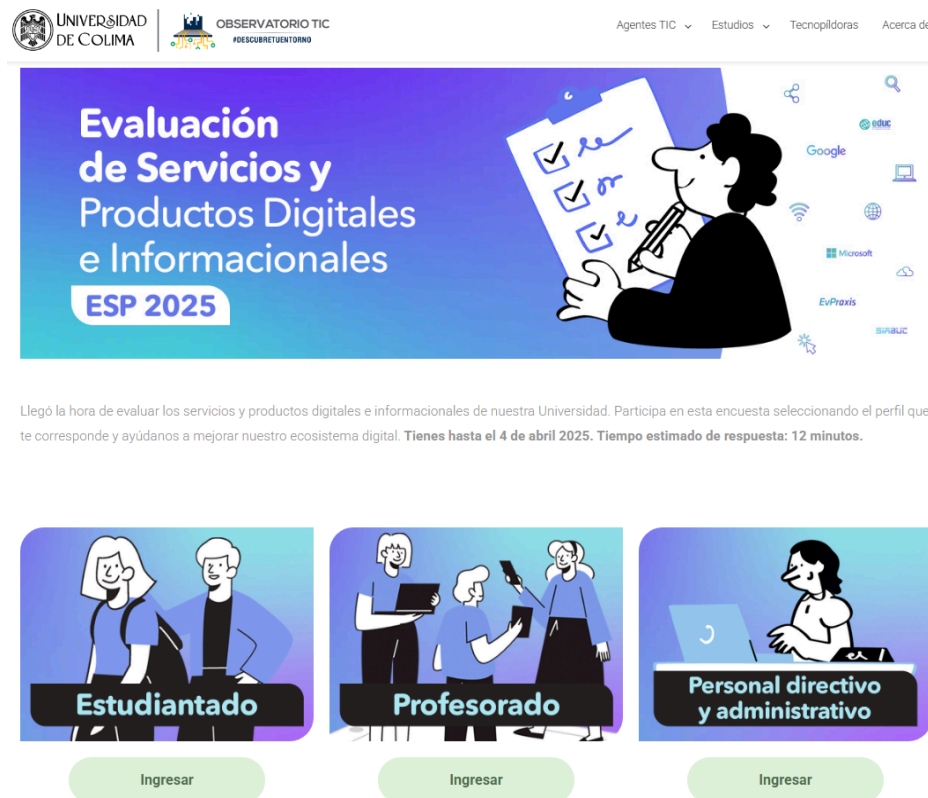 UNIVERSIDAD
DE COLIMA
OBSERVATORIO TIC
#DESCUBRETUENTORNO
Agentes TIC
Estudios
Tecnopíldoras
Acerca de
Evaluación
de Servicios y
Productos Digitales
e Informacionales
ESP 2025
educ
Google
Microsoft
EvPraxis
SIABUC
Llegó la hora de evaluar los servicios y productos digitales e informacionales de nuestra Universidad. Participa en esta encuesta seleccionando el perfil que
te corresponde y ayúdanos a mejorar nuestro ecosistema digital. Tienes hasta el 4 de abril 2025. Tiempo estimado de respuesta: 12 minutos.
Estudiantado
Profesorado
Personal directivo
y administrativo
Ingresar
Ingresar
Ingresar